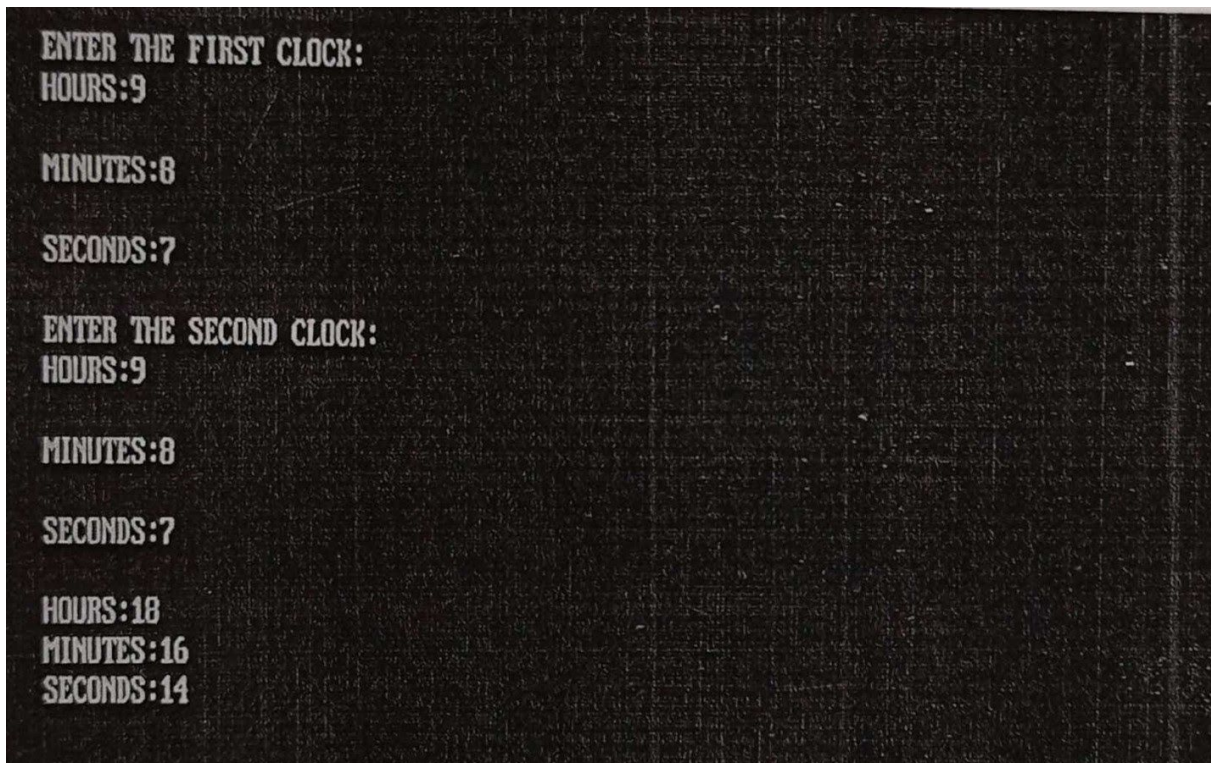 ENTER THE FIRST CLOCK:
HOURS:9
MINUTES:8
SECONDS:7
ENTER THE SECOND CLOCK:
HOURS:9
MINUTES:8
SECONDS:7
HOURS:18
MINUTES:16
SECONDS:14